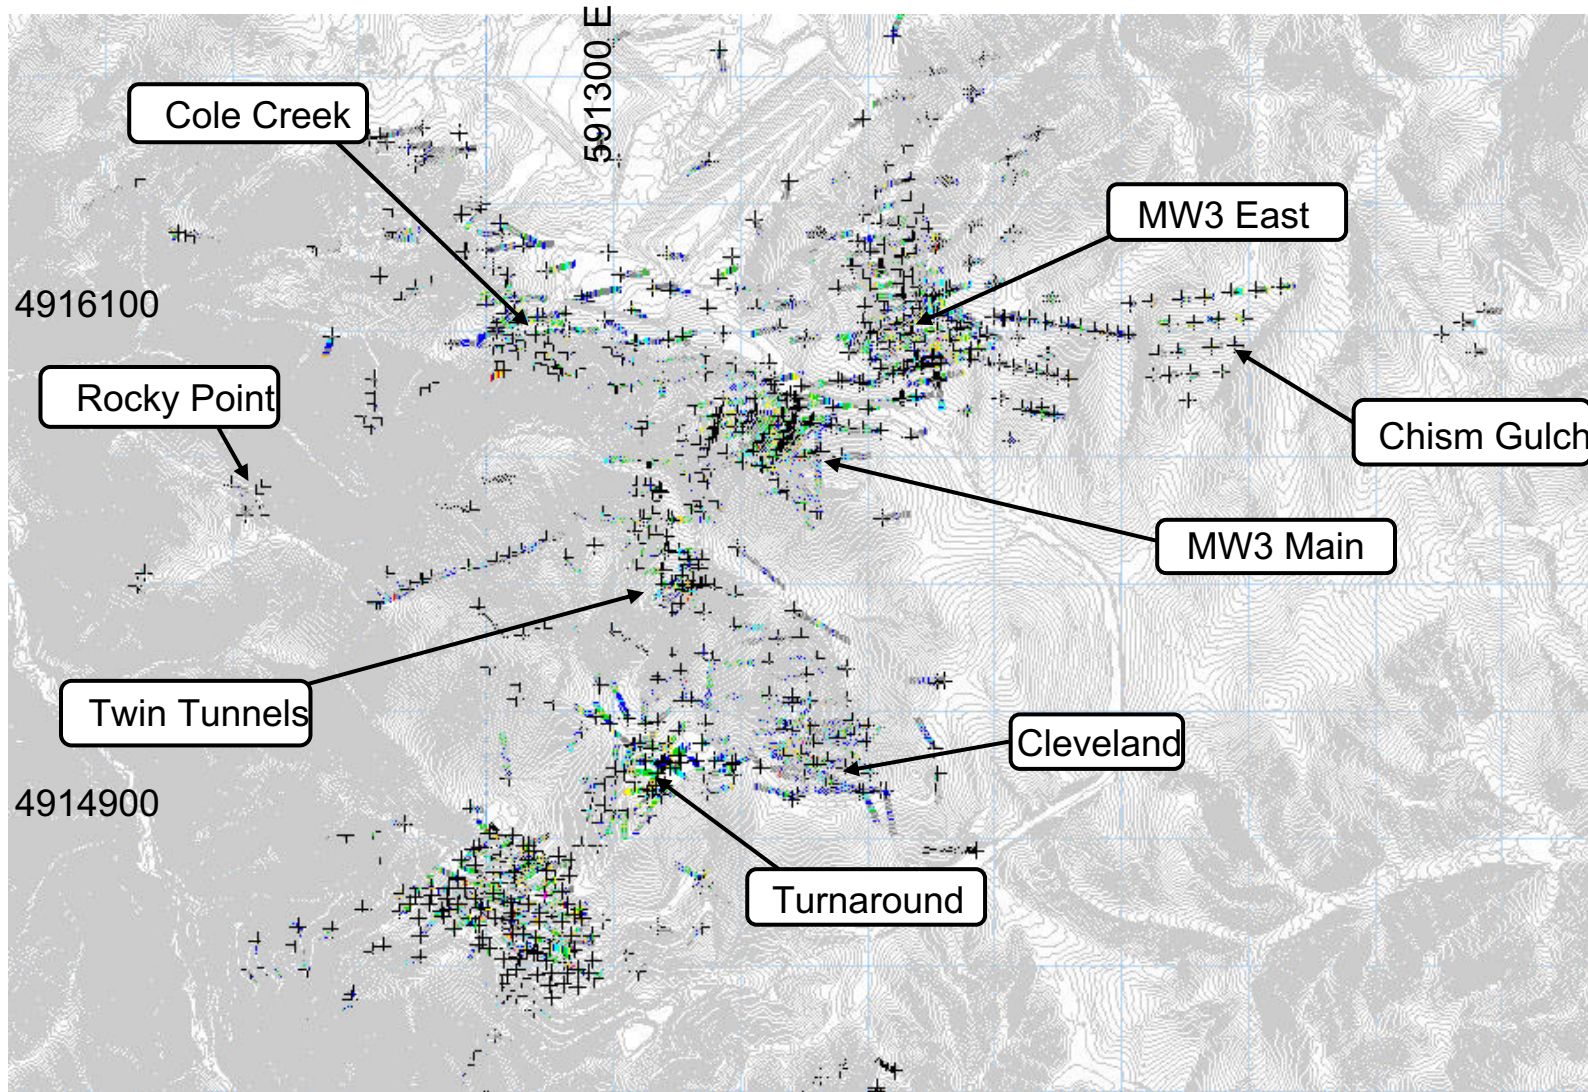 591300 E
Cole Creek
MW3 East
4916100
Rocky Point
Chism Gulch
MW3 Main
Twin Tunnels
Cleveland
4914900
Turnaround